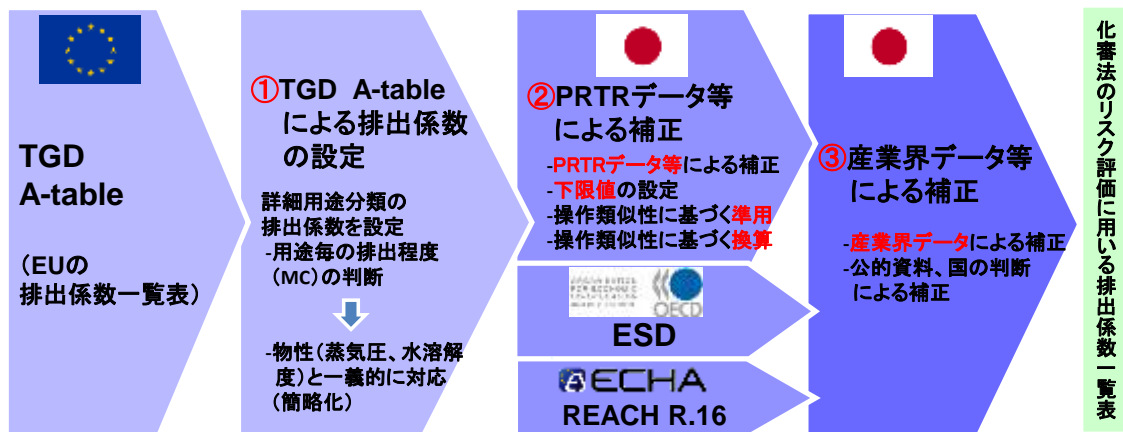 TGD
A-table
（EUの
排出係数一覧表）
①TGD A-table
による排出係数
の設定
詳細用途分類の
排出係数を設定
-用途毎の排出程度
（MC）の判断
-物性（蒸気圧、水溶解
度）と一義的に対応
（簡略化）
②PRTRデータ等
による補正
-PRTRデータ等による補正
-下限値の設定
-操作類似性に基づく準用
-操作類似性に基づく換算
OECD
ESD
ECHA
REACH R.16
③産業界データ等
による補正
-産業界データによる補正
-公的資料、国の判断
による補正
化審法のリスク評価に用いる排出係数一覧表